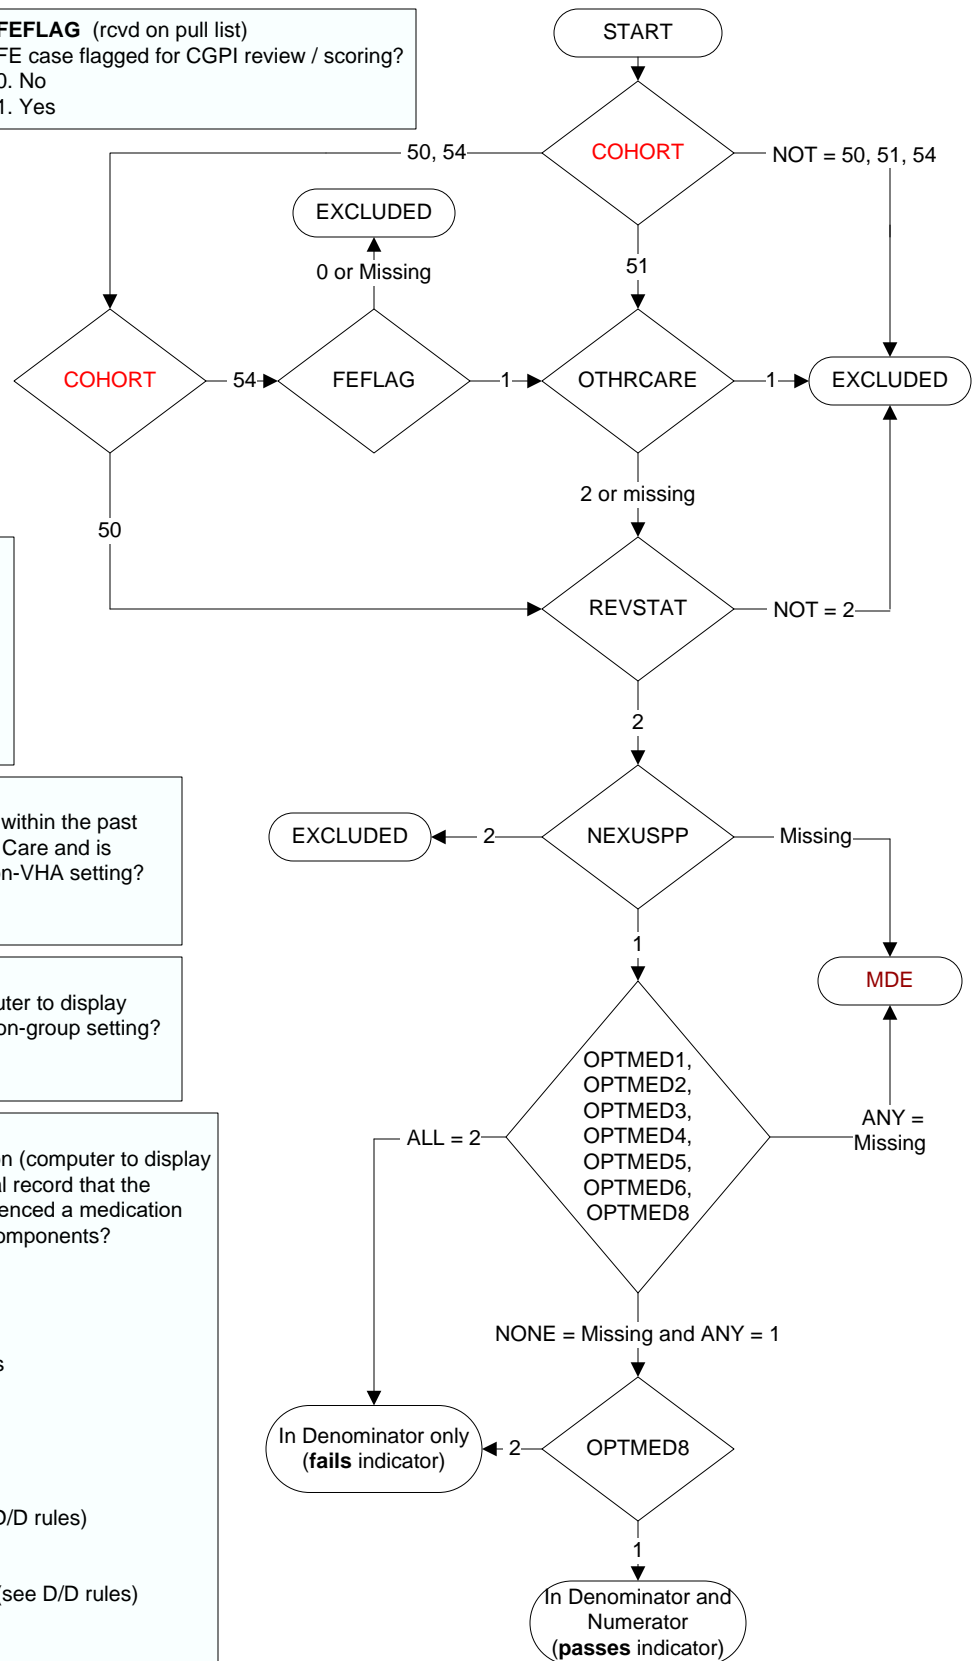 FEFLAG (rcvd on pull list)
FE case flagged for CGPI review / scoring?
0. No
1. Yes
START
COHORT
50, 54
NOT = 50, 51, 54
EXCLUDED
0 or Missing
51
COHORT
54
FEFLAG
1
OTHRCARE
1
EXCLUDED
2 or missing
50
REVSTAT
NOT = 2
2
within the past
Care and is
on-VHA setting?
EXCLUDED
2
NEXUSPP
Missing
1
MDE
uter to display
on-group setting?
OPTMED1,
OPTMED2,
OPTMED3,
OPTMED4,
OPTMED5,
OPTMED6,
OPTMED8
ALL = 2
ANY =
Missing
on (computer to display
al record that the
enced a medication
omponents?
s
D/D rules)
(see D/D rules)
NONE = Missing and ANY = 1
In Denominator only
(fails indicator)
2
OPTMED8
1
In Denominator and
Numerator
(passes indicator)